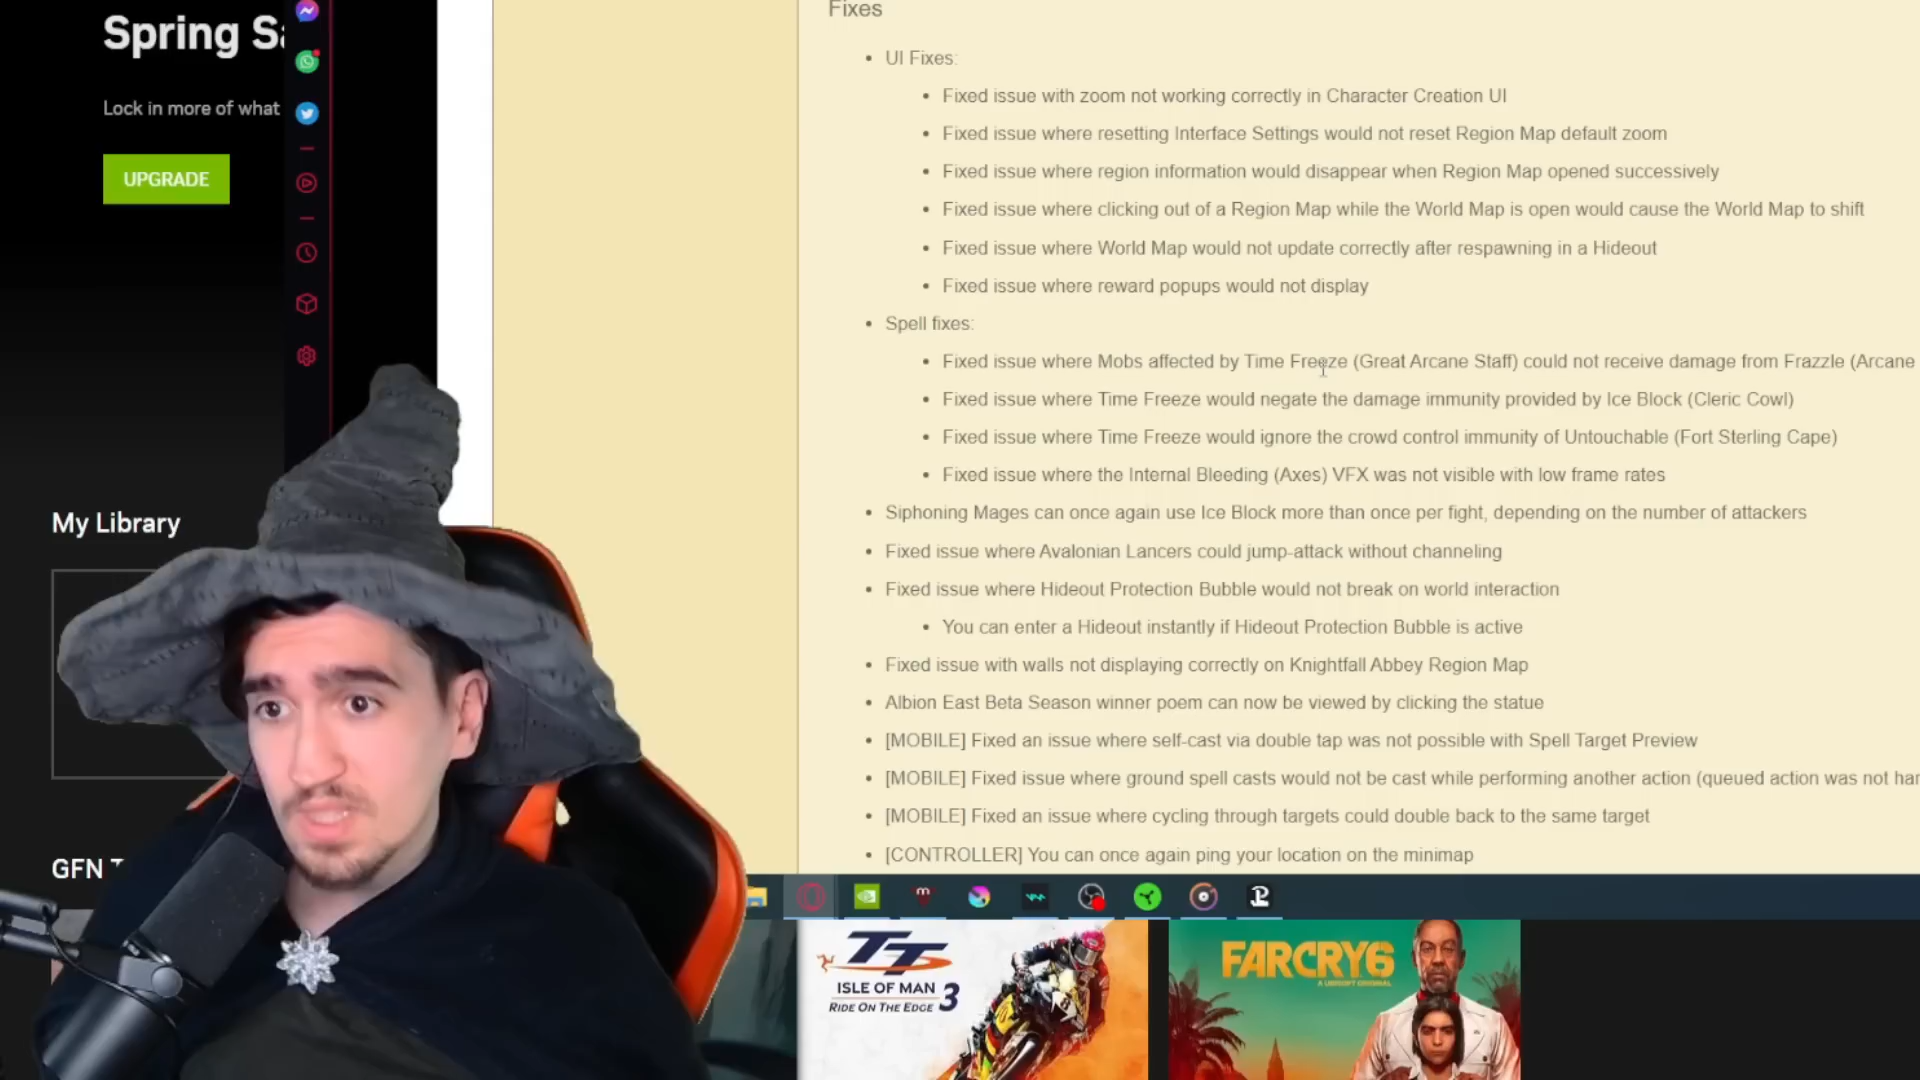 Spring Sa
Lock in more of what
UPGRADE
My Library
GFN T
Fixes
UI Fixes:
Fixed issue with zoom not working correctly in Character Creation UI
Fixed issue where resetting Interface Settings would not reset Region Map default zoom
Fixed issue where region information would disappear when Region Map opened successively
Fixed issue where clicking out of a Region Map while the World Map is open would cause the World Map to shift
Fixed issue where World Map would not update correctly after respawning in a Hideout
Fixed issue where reward popups would not display
Spell fixes:
Fixed issue where Mobs affected by Time Freeze (Great Arcane Staff) could not receive damage from Frazzle (Arcane
Fixed issue where Time Freeze would negate the damage immunity provided by Ice Block (Cleric Cowl)
Fixed issue where Time Freeze would ignore the crowd control immunity of Untouchable (Fort Sterling Cape)
Fixed issue where the Internal Bleeding (Axes) VFX was not visible with low frame rates
Siphoning Mages can once again use Ice Block more than once per fight, depending on the number of attackers
Fixed issue where Avalonian Lancers could jump-attack without channeling
Fixed issue where Hideout Protection Bubble would not break on world interaction
You can enter a Hideout instantly if Hideout Protection Bubble is active
Fixed issue with walls not displaying correctly on Knightfall Abbey Region Map
Albion East Beta Season winner poem can now be viewed by clicking the statue
[MOBILE] Fixed an issue where self-cast via double tap was not possible with Spell Target Preview
[MOBILE] Fixed issue where ground spell casts would not be cast while performing another action (queued action was not har
[MOBILE] Fixed an issue where cycling through targets could double back to the same target
[CONTROLLER] You can once again ping your location on the minimap
TT
ISLE OF MAN
RIDE ON THE EDGE 3
FARCRY6
A UBISOFT ORIGINAL